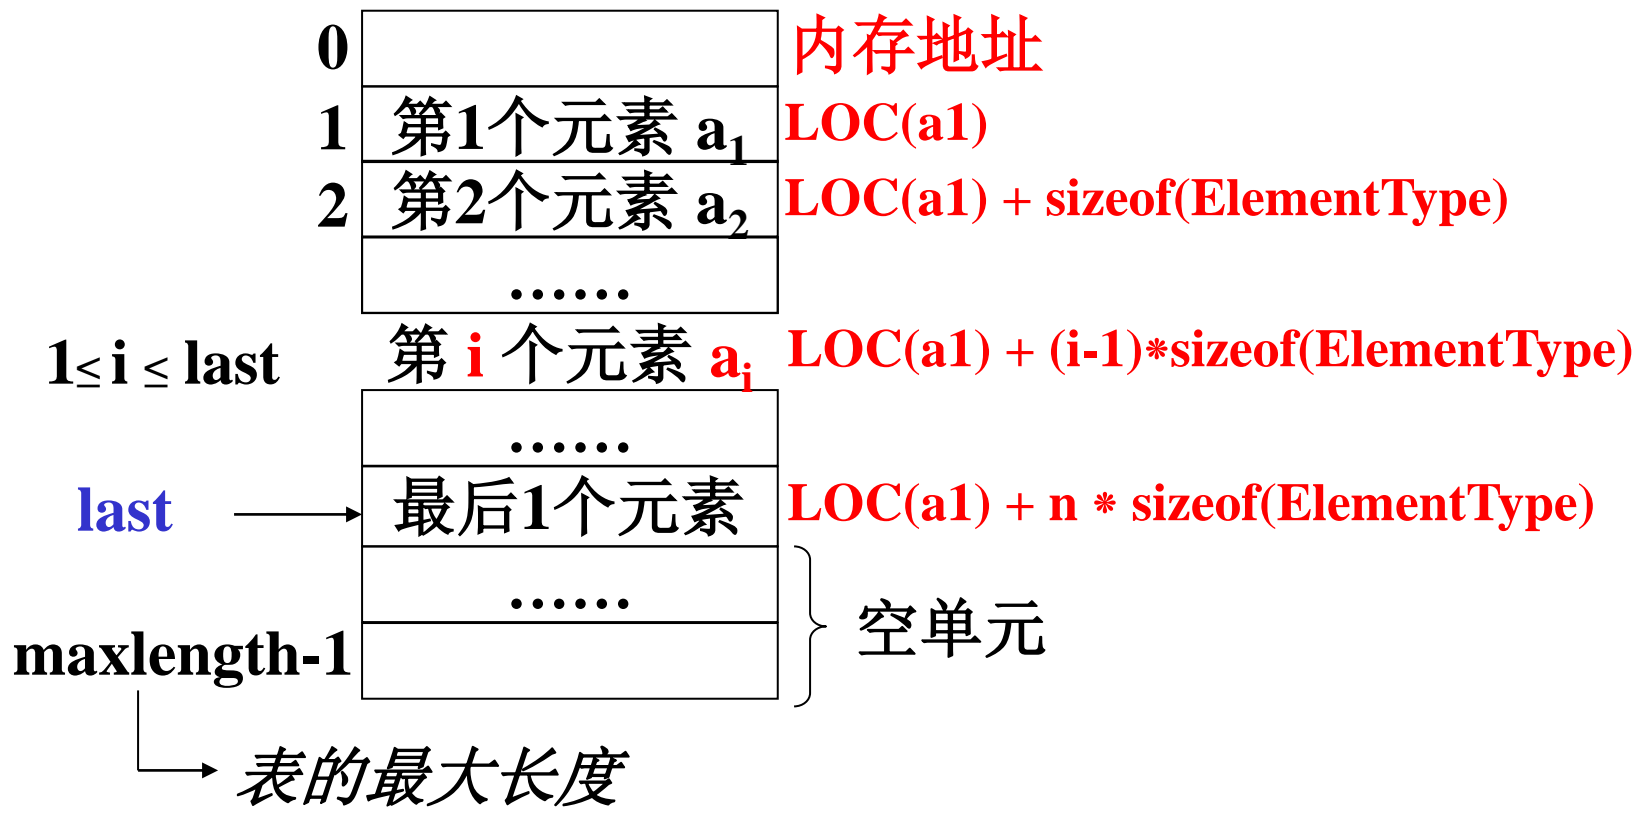 0 内存地址
1 第1个元素 a₁ LOC(a1)
2 第2个元素 a₂ LOC(a1) + sizeof(ElementType)
……
1≤ i ≤ last 第 i 个元素 aᵢ LOC(a1) + (i-1)*sizeof(ElementType)
……
last 最后1个元素 LOC(a1) + n * sizeof(ElementType)
……
空单元
maxlength-1
表的最大长度